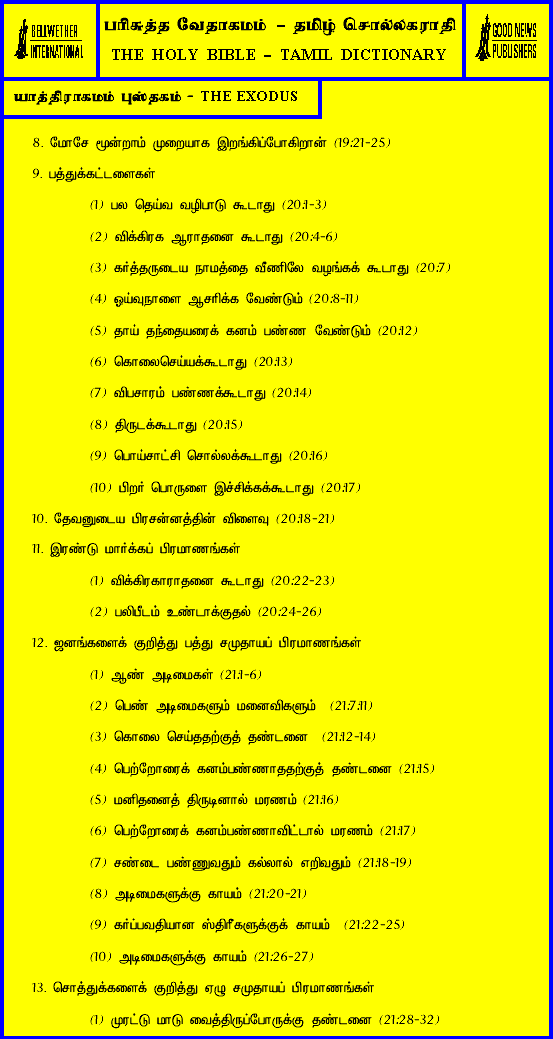 BELLWETHER
INTERNATIONAL
பரிசுத்த வேதாகமம் - தமிழ் சொல்லகராதி
THE HOLY BIBLE - TAMIL DICTIONARY
GOOD NEWS
PUBLISHERS
யாத்திராகமம் புஸ்தகம் - THE EXODUS
8. மோசே மூன்றாம் முறையாக இறங்கிப்போகிறான் (19:21-25)
9. பத்துக்கட்டளைகள்
(1) பல தெய்வ வழிபாடு கூடாது (20:1-3)
(2) விக்கிரக ஆராதனை கூடாது (20:4-6)
(3) கர்த்தருடைய நாமத்தை வீணிலே வழங்கக் கூடாது (20:7)
(4) ஓய்வுநாளை ஆசரிக்க வேண்டும் (20:8-11)
(5) தாய் தந்தையரைக் கனம் பண்ண வேண்டும் (20:12)
(6) கொலைசெய்யக்கூடாது (20:13)
(7) விபசாரம் பண்ணக்கூடாது (20:14)
(8) திருடக்கூடாது (20:15)
(9) பொய்சாட்சி சொல்லக்கூடாது (20:16)
(10) பிறர் பொருளை இச்சிக்கக்கூடாது (20:17)
10. தேவனுடைய பிரசன்னத்தின் விளைவு (20:18-21)
11. இரண்டு மார்க்கப் பிரமாணங்கள்
(1) விக்கிரகாராதனை கூடாது (20:22-23)
(2) பலிபீடம் உண்டாக்குதல் (20:24-26)
12. ஜனங்களைக் குறித்து பத்து சமுதாயப் பிரமாணங்கள்
(1) ஆண் அடிமைகள் (21:1-6)
(2) பெண் அடிமைகளும் மனைவிகளும் (21:7:11)
(3) கொலை செய்ததற்குத் தண்டனை (21:12-14)
(4) பெற்றோரைக் கனம்பண்ணாததற்குத் தண்டனை (21:15)
(5) மனிதனைத் திருடினால் மரணம் (21:16)
(6) பெற்றோரைக் கனம்பண்ணாவிட்டால் மரணம் (21:17)
(7) சண்டை பண்ணுவதும் கல்லால் எறிவதும் (21:18-19)
(8) அடிமைகளுக்கு காயம் (21:20-21)
(9) கர்ப்பவதியான ஸ்திரீகளுக்குக் காயம் (21:22-25)
(10) அடிமைகளுக்கு காயம் (21:26-27)
13. சொத்துக்களைக் குறித்து ஏழு சமுதாயப் பிரமாணங்கள்
(1) முரட்டு மாடு வைத்திருப்போருக்கு தண்டனை (21:28-32)